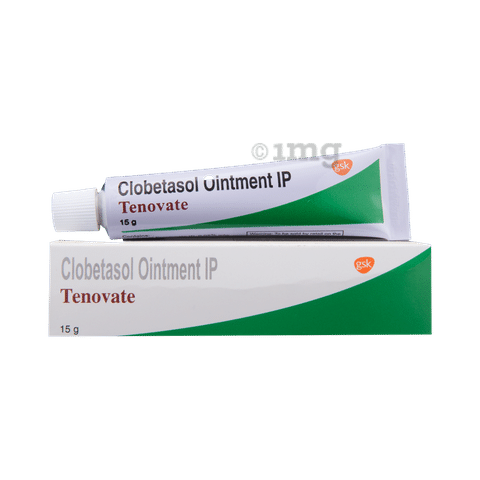 © 1mg
Clobetasol Ointment IP
gsk
Tenovate
15 g
Clobetasol Ointment IP
gsk
Tenovate
15 g